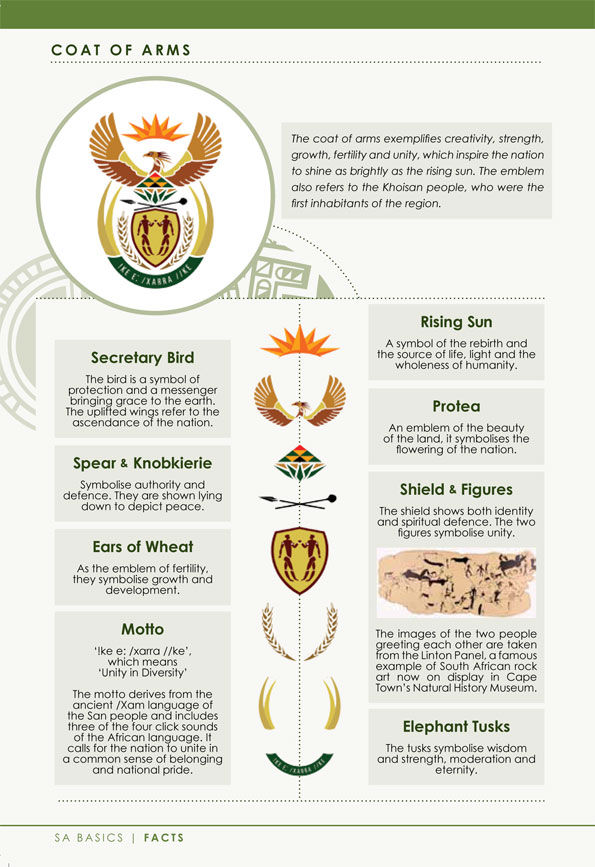 COAT OF ARMS
The coat of arms exemplifies creativity, strength,
growth, fertility and unity, which inspire the nation
to shine as brightly as the rising sun. The emblem
also refers to the Khoisan people, who were the
first inhabitants of the region.
!KE E: /XARRA //KE
Secretary Bird
The bird is a symbol of
protection and a messenger
bringing grace to the earth.
The uplifted wings refer to the
ascendance of the nation.
Spear & Knobkierie
Symbolise authority and
defence. They are shown lying
down to depict peace.
Ears of Wheat
As the emblem of fertility,
they symbolise growth and
development.
Motto
‘!ke e: /xarra //ke’,
which means
‘Unity in Diversity’
The motto derives from the
ancient /Xam language of
the San people and includes
three of the four click sounds
of the African language. It
calls for the nation to unite in
a common sense of belonging
and national pride.
Rising Sun
A symbol of the rebirth and
the source of life, light and the
wholeness of humanity.
Protea
An emblem of the beauty
of the land, it symbolises the
flowering of the nation.
Shield & Figures
The shield shows both identity
and spiritual defence. The two
figures symbolise unity.
The images of the two people
greeting each other are taken
from the Linton Panel, a famous
example of South African rock
art now on display in Cape
Town’s Natural History Museum.
Elephant Tusks
The tusks symbolise wisdom
and strength, moderation and
eternity.
!KE E: /XARRA //KE
SA BASICS | FACTS